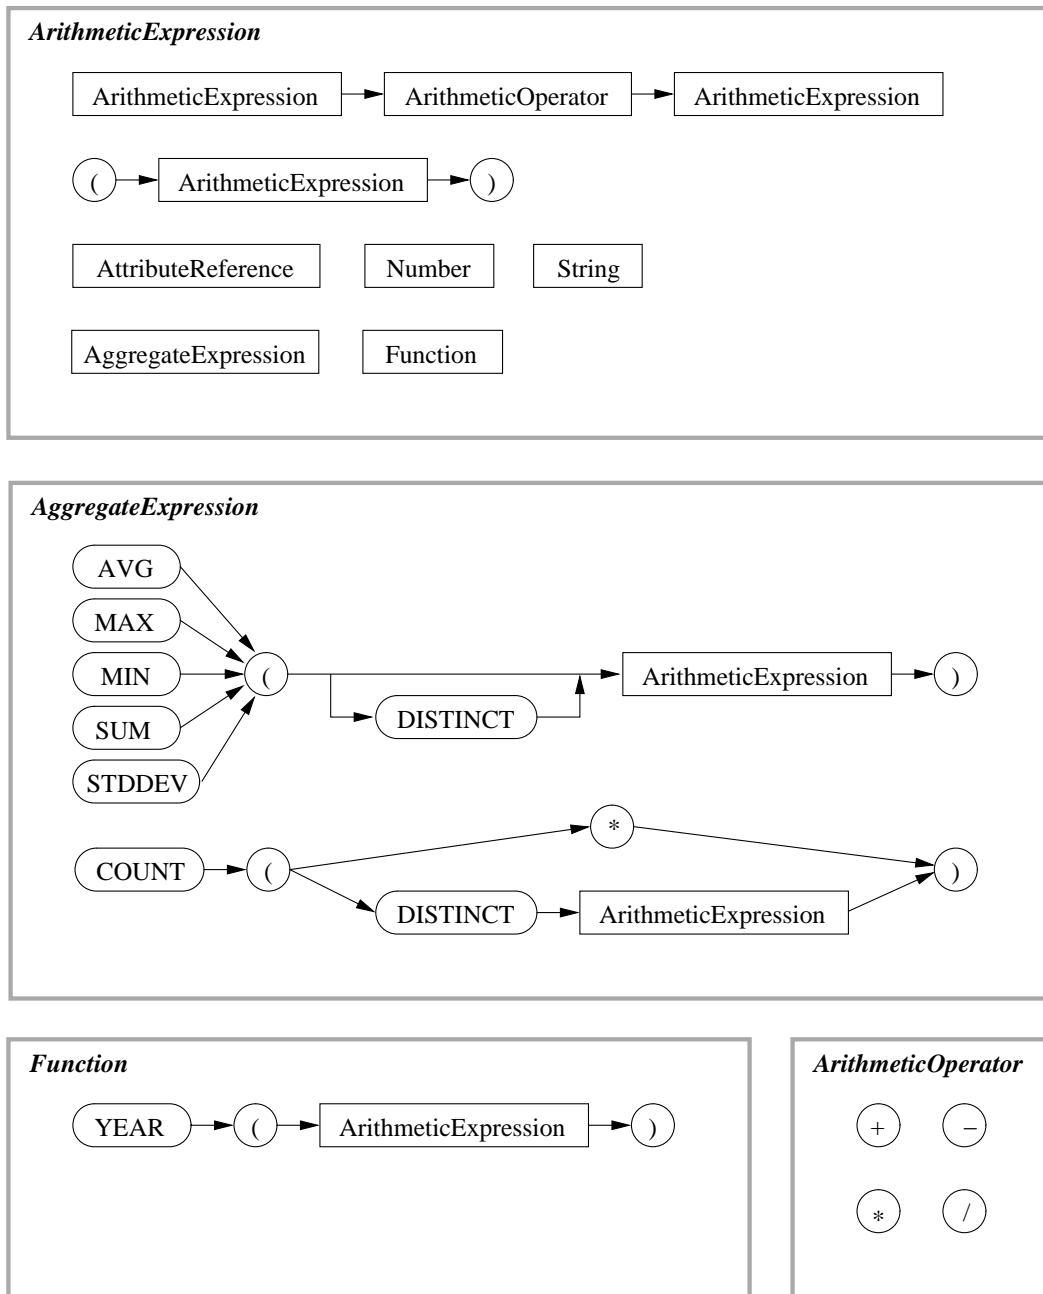 ArithmeticExpression
ArithmeticExpression ArithmeticOperator ArithmeticExpression
( ArithmeticExpression )
AttributeReference Number String
AggregateExpression Function
AggregateExpression
AVG
MAX
MIN ( ArithmeticExpression )
DISTINCT
SUM
STDDEV
*
COUNT ( )
DISTINCT ArithmeticExpression
Function
YEAR ( ArithmeticExpression )
ArithmeticOperator
+ −
* /